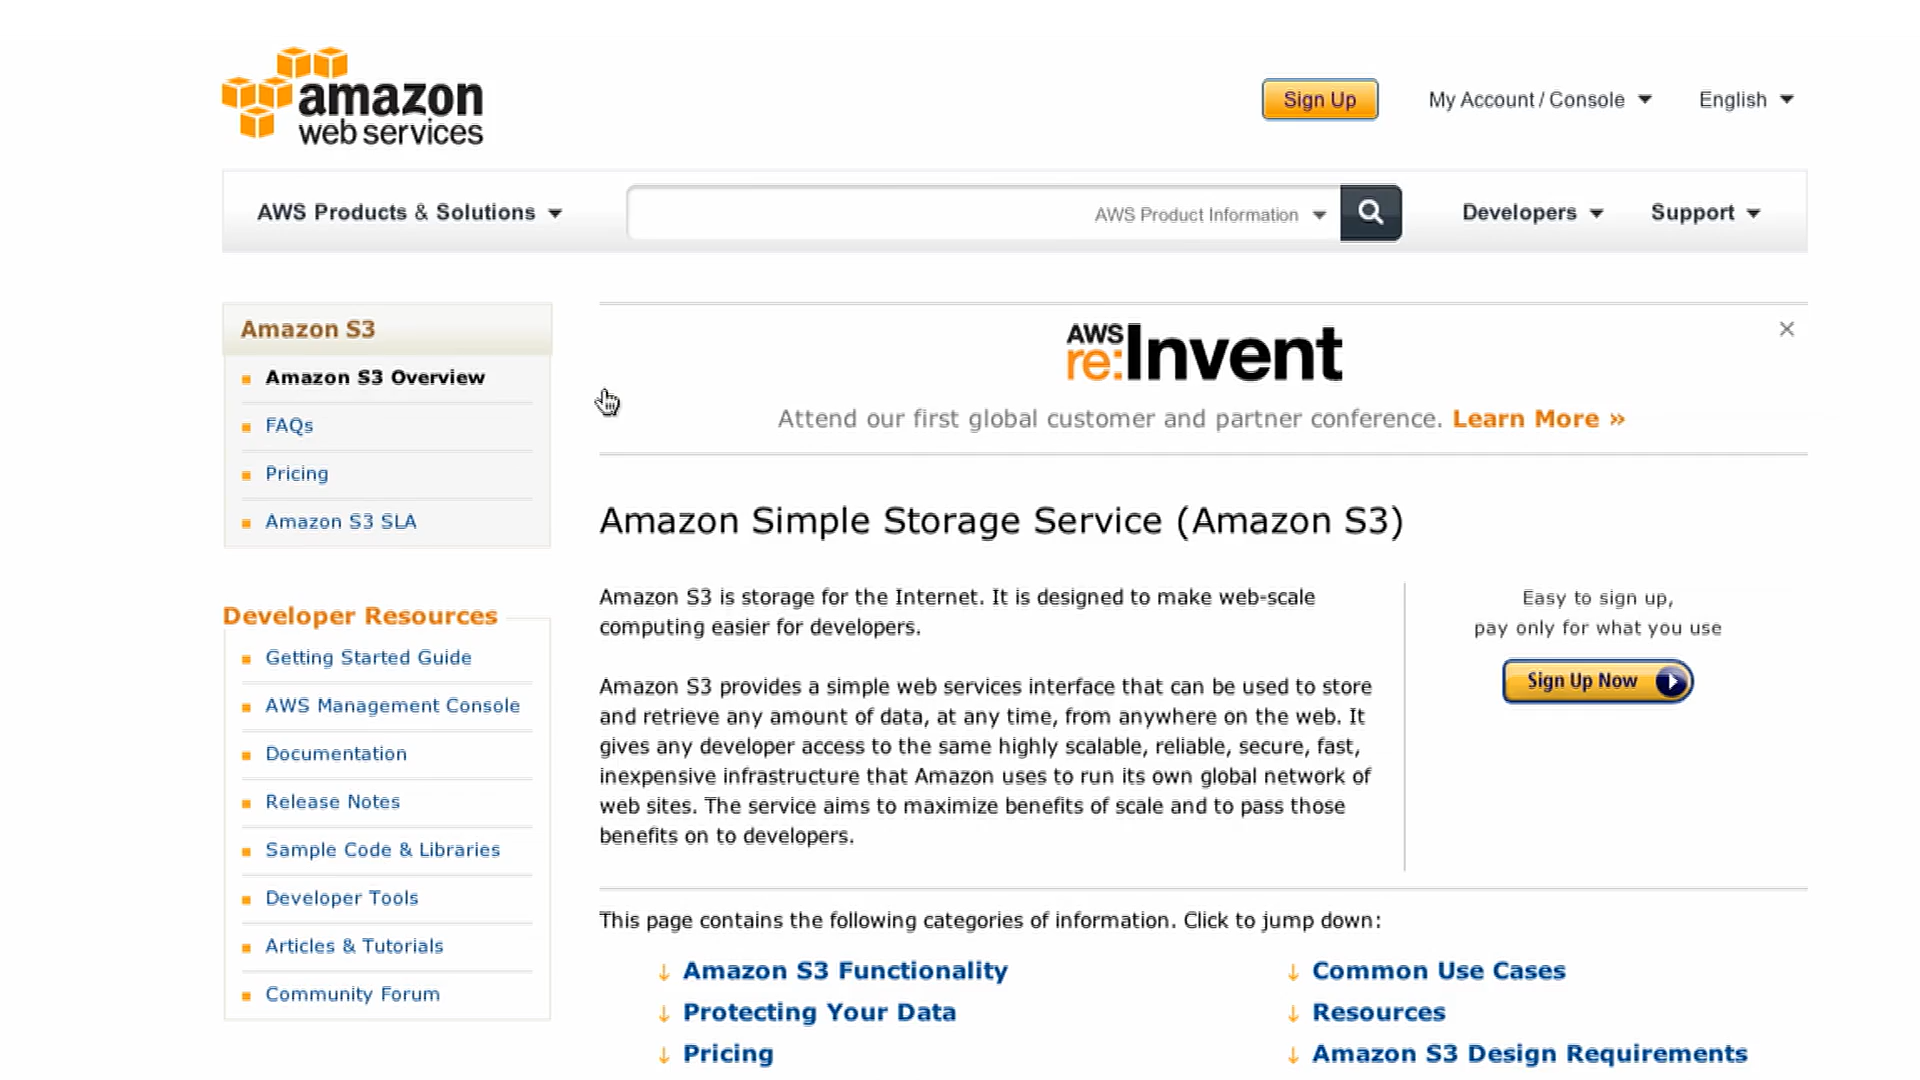 amazon
web services
Sign Up
My Account / Console
English
AWS Products & Solutions
AWS Product Information
Developers
Support
Amazon S3
Amazon S3 Overview
FAQs
Pricing
Amazon S3 SLA
Developer Resources
Getting Started Guide
AWS Management Console
Documentation
Release Notes
Sample Code & Libraries
Developer Tools
Articles & Tutorials
Community Forum
AWS
re:Invent
Attend our first global customer and partner conference. Learn More »
Amazon Simple Storage Service (Amazon S3)
Amazon S3 is storage for the Internet. It is designed to make web-scale
computing easier for developers.
Amazon S3 provides a simple web services interface that can be used to store
and retrieve any amount of data, at any time, from anywhere on the web. It
gives any developer access to the same highly scalable, reliable, secure, fast,
inexpensive infrastructure that Amazon uses to run its own global network of
web sites. The service aims to maximize benefits of scale and to pass those
benefits on to developers.
Easy to sign up,
pay only for what you use
Sign Up Now
This page contains the following categories of information. Click to jump down:
↓ Amazon S3 Functionality
↓ Protecting Your Data
↓ Pricing
↓ Common Use Cases
↓ Resources
↓ Amazon S3 Design Requirements